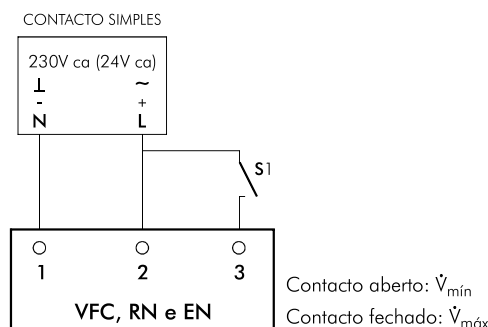 CONTACTO SIMPLES
230V ca (24V ca)
⊥ ~
- +
N L
S1
1 2 3
VFC, RN e EN
Contacto aberto: V̇mín
Contacto fechado: V̇máx